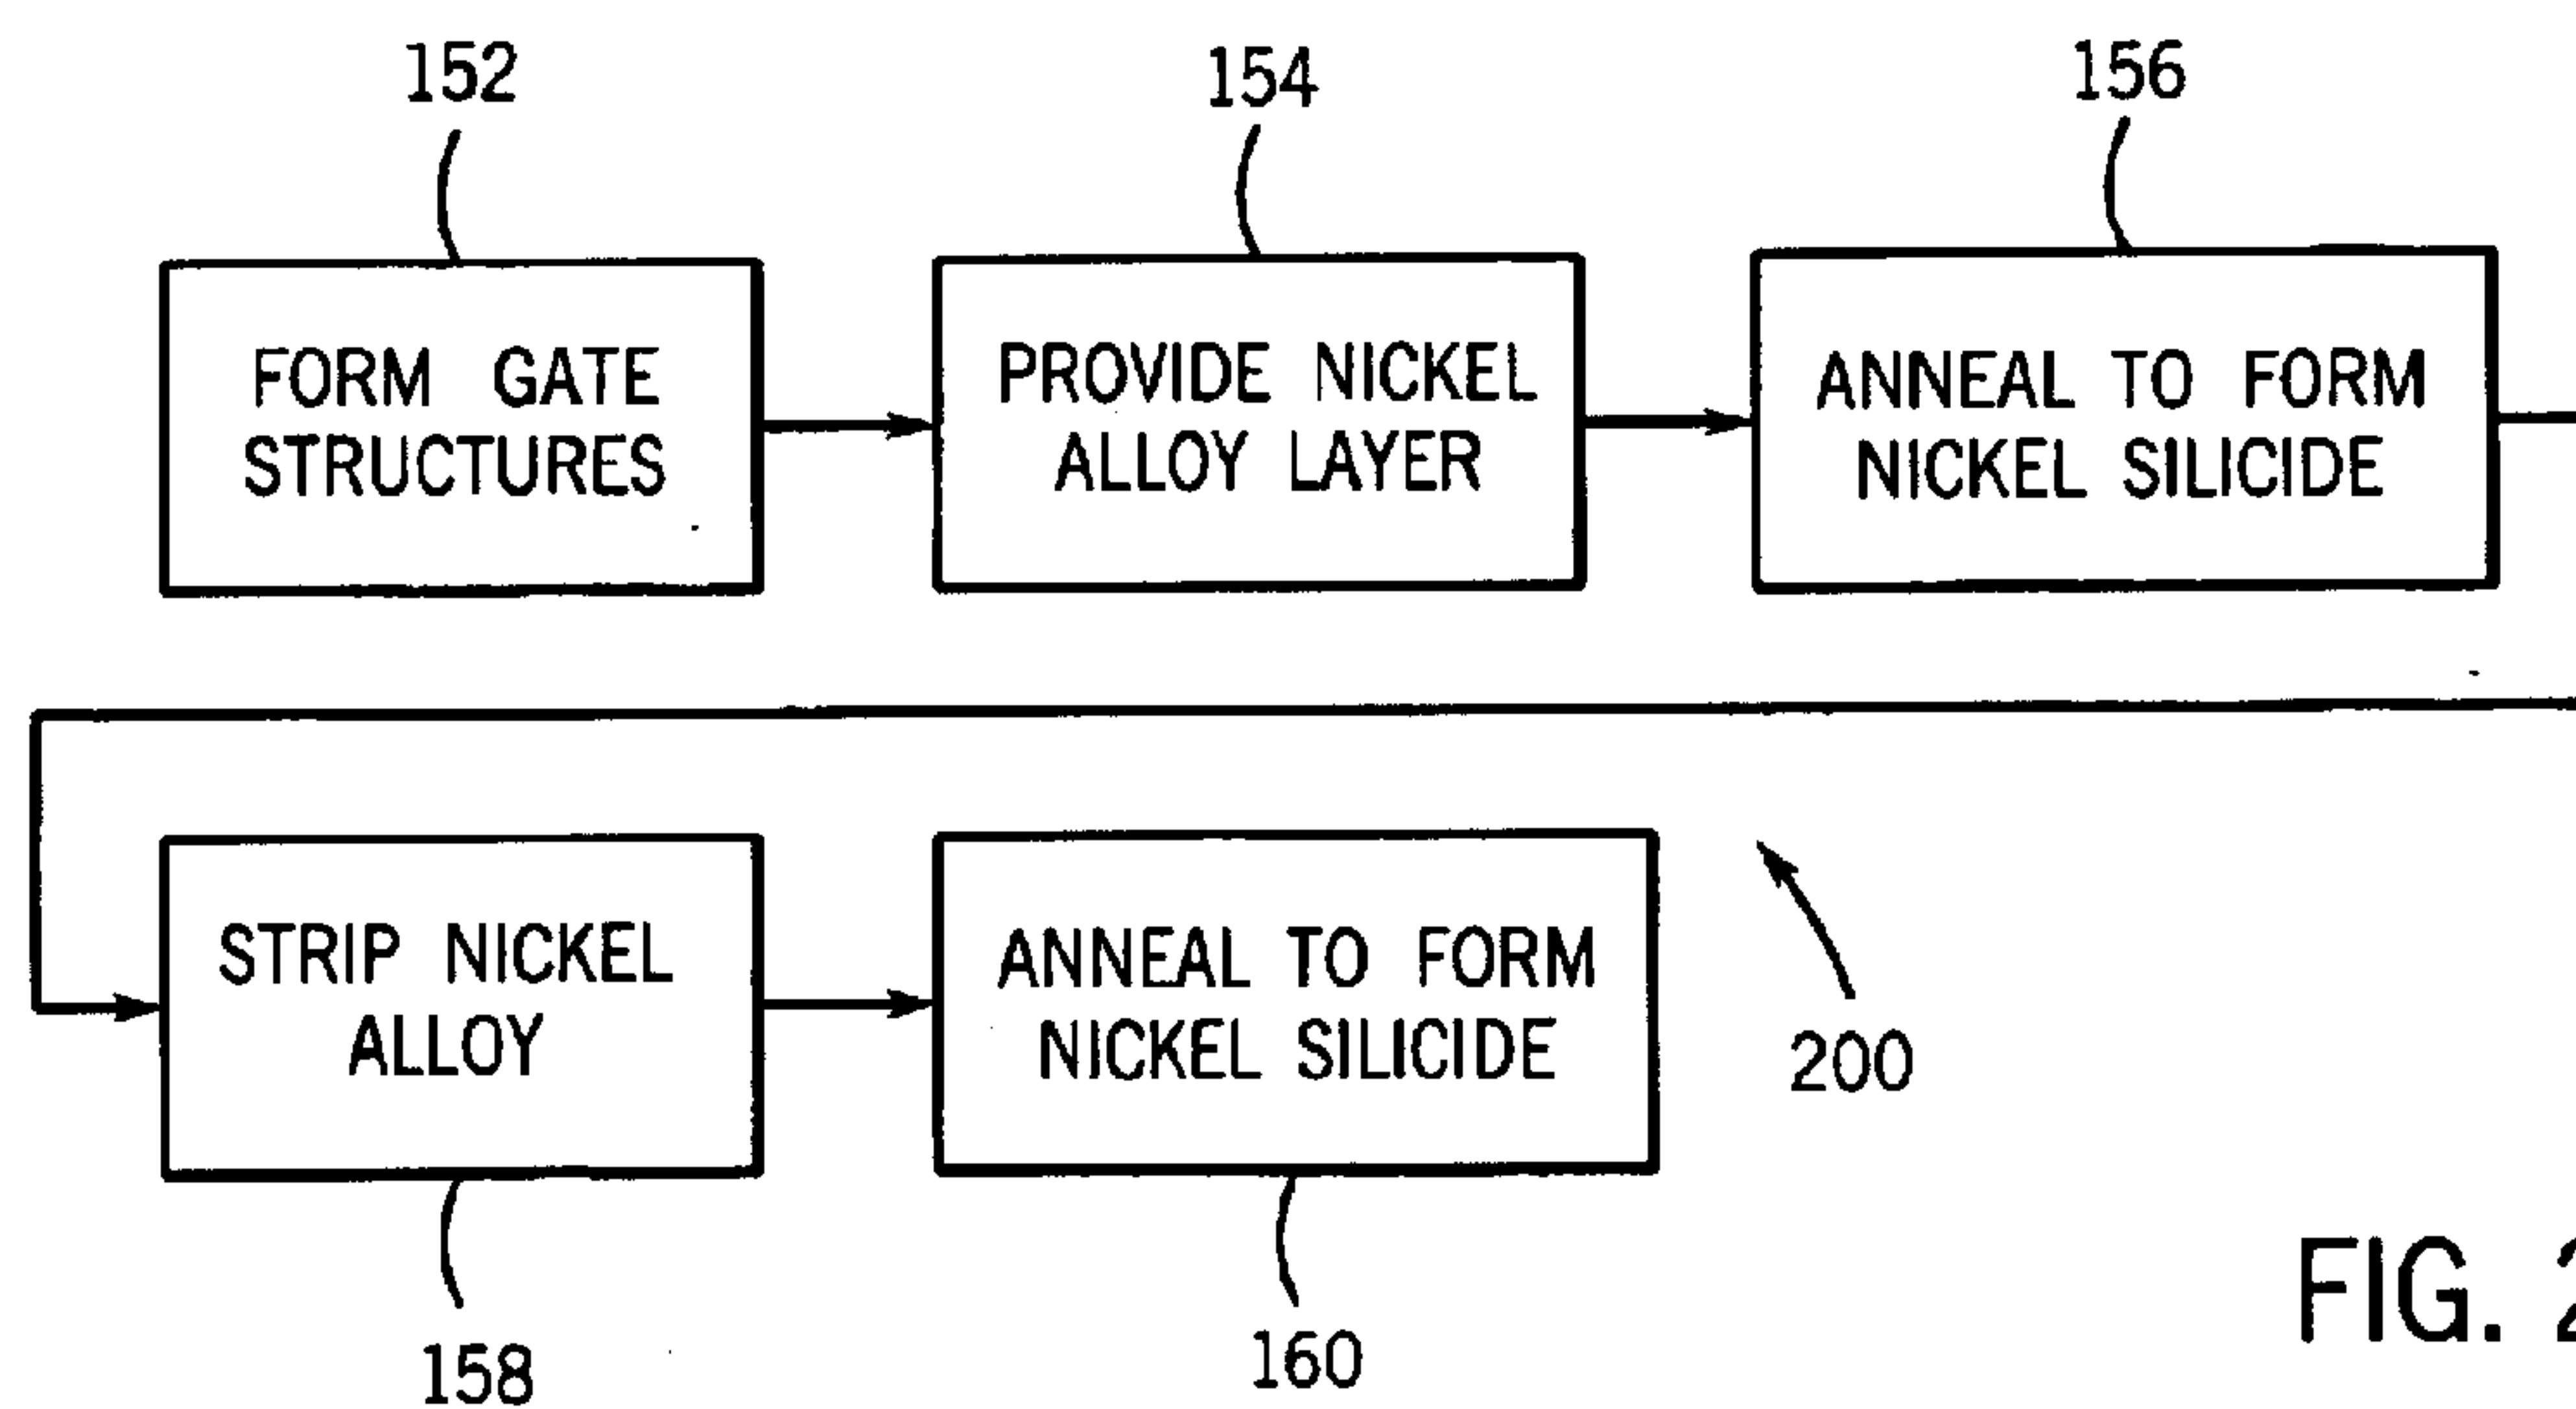 152
154
156
FORM GATE
STRUCTURES
PROVIDE NICKEL
ALLOY LAYER
ANNEAL TO FORM
NICKEL SILICIDE
STRIP NICKEL
ALLOY
ANNEAL TO FORM
NICKEL SILICIDE
200
158
160
FIG.